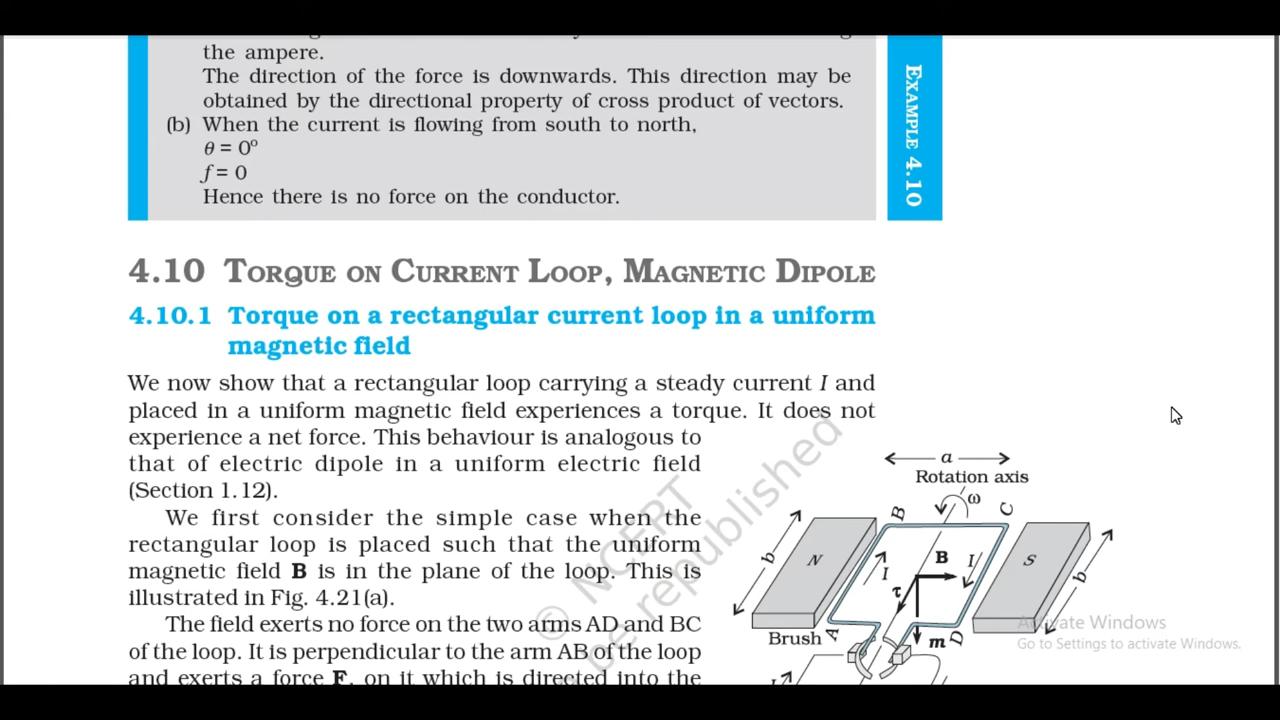 the ampere.
The direction of the force is downwards. This direction may be
obtained by the directional property of cross product of vectors.
(b) When the current is flowing from south to north,
θ = 0º
f = 0
Hence there is no force on the conductor.
EXAMPLE 4.10
4.10 TORQUE ON CURRENT LOOP, MAGNETIC DIPOLE
4.10.1 Torque on a rectangular current loop in a uniform
magnetic field
We now show that a rectangular loop carrying a steady current I and
placed in a uniform magnetic field experiences a torque. It does not
experience a net force. This behaviour is analogous to
that of electric dipole in a uniform electric field
(Section 1.12).
We first consider the simple case when the
rectangular loop is placed such that the uniform
magnetic field B is in the plane of the loop. This is
illustrated in Fig. 4.21(a).
The field exerts no force on the two arms AD and BC
of the loop. It is perpendicular to the arm AB of the loop
and exerts a force F on it which is directed into the
© NCERT
be republished
a
Rotation axis
ω
B
C
b
N
I
B
I
S
b
τ
Brush
A
m
D
I
Activate Windows
Go to Settings to activate Windows.